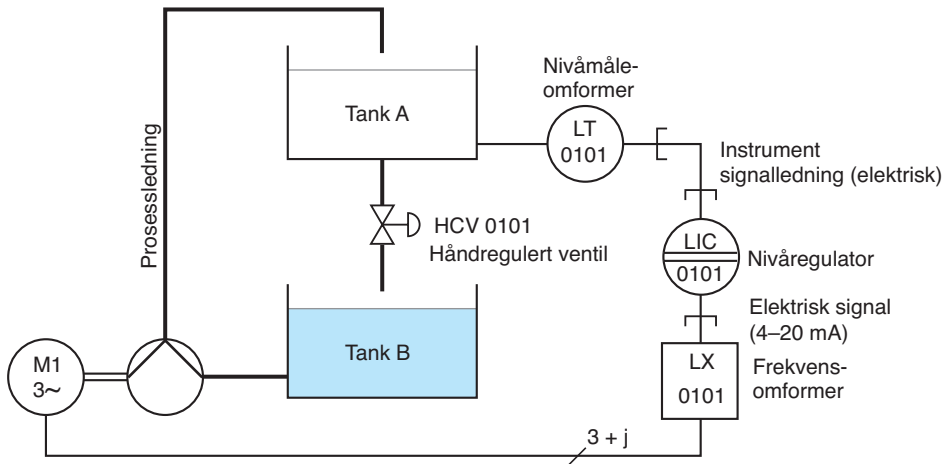 Prosessledning
Tank A
Nivåmåle-
omformer
LT
0101
Instrument
signalledning (elektrisk)
HCV 0101
Håndregulert ventil
LIC
0101
Nivåregulator
Elektrisk signal
(4–20 mA)
Tank B
M1
3~
LX
0101
Frekvens-
omformer
3 + j